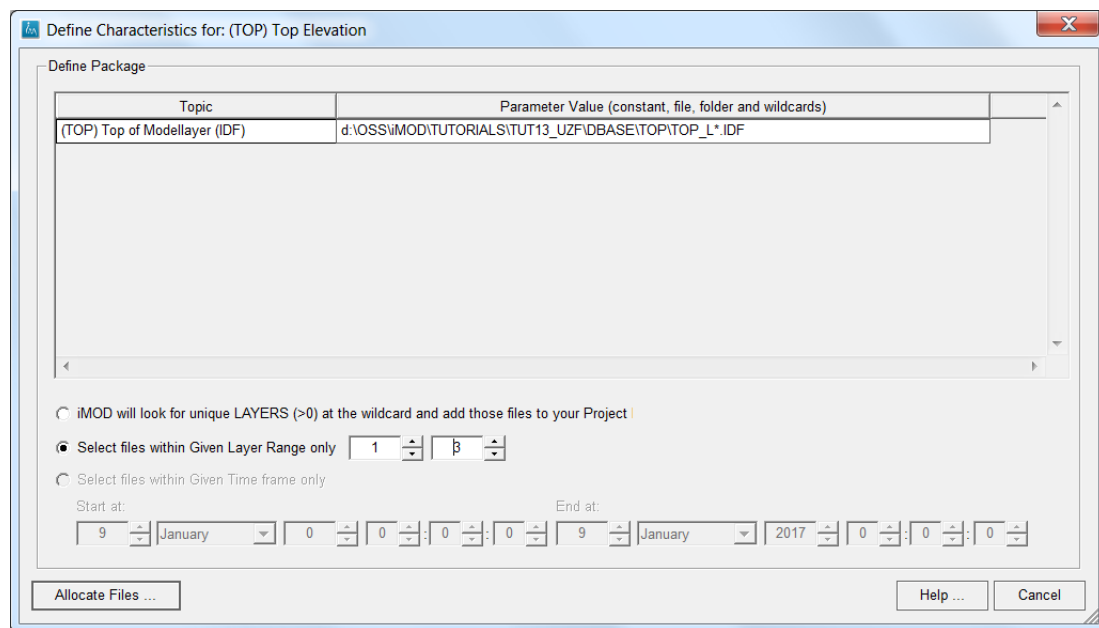 Define Characteristics for: (TOP) Top Elevation
Define Package
Topic Parameter Value (constant, file, folder and wildcards)
(TOP) Top of Modellayer (IDF) d:\OSS\iMOD\TUTORIALS\TUT13_UZF\DBASE\TOP\TOP_L*.IDF
iMOD will look for unique LAYERS (>0) at the wildcard and add those files to your Project
Select files within Given Layer Range only 1 3
Select files within Given Time frame only
Start at: End at:
9 January 0 0 : 0 : 0 9 January 2017 0 : 0 : 0
Allocate Files ... Help ... Cancel